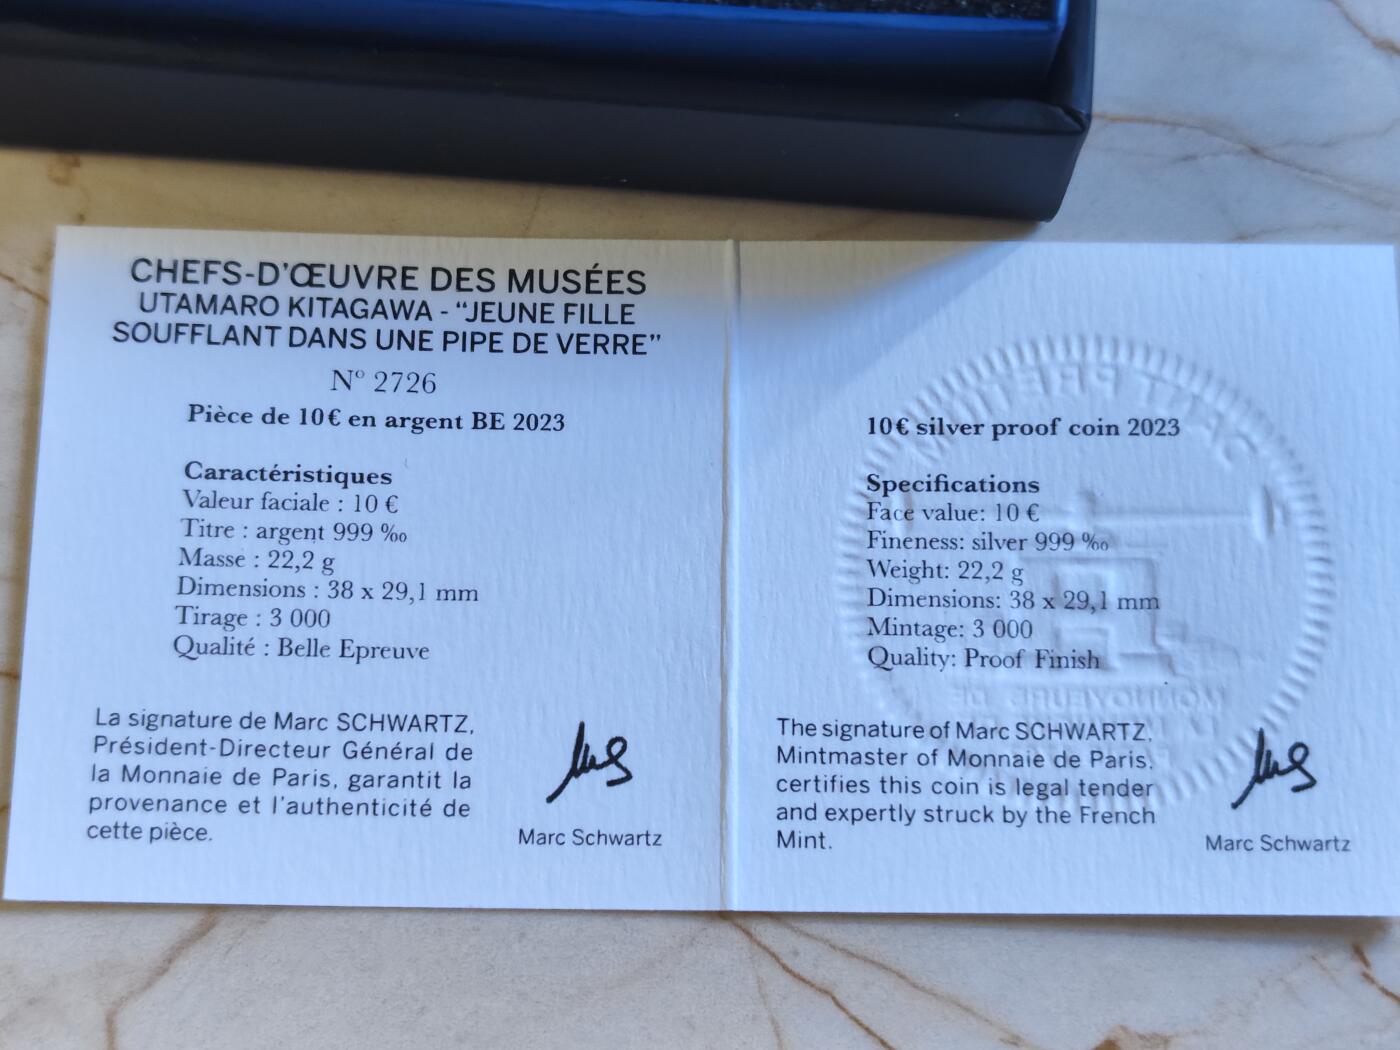 CHEFS-D'ŒUVRE DES MUSÉES
UTAMARO KITAGAWA - “JEUNE FILLE
SOUFFLANT DANS UNE PIPE DE VERRE”
N° 2726
Pièce de 10€ en argent BE 2023
Caractéristiques
Valeur faciale : 10 €
Titre : argent 999 ‰
Masse : 22,2 g
Dimensions : 38 x 29,1 mm
Tirage : 3 000
Qualité : Belle Epreuve
La signature de Marc SCHWARTZ,
Président-Directeur Général de
la Monnaie de Paris, garantit la
provenance et l'authenticité de
cette pièce.
Marc Schwartz
10€ silver proof coin 2023
Specifications
Face value: 10 €
Fineness: silver 999 ‰
Weight: 22,2 g
Dimensions: 38 x 29,1 mm
Mintage: 3 000
Quality: Proof Finish
The signature of Marc SCHWARTZ,
Mintmaster of Monnaie de Paris,
certifies this coin is legal tender
and expertly struck by the French
Mint.
Marc Schwartz